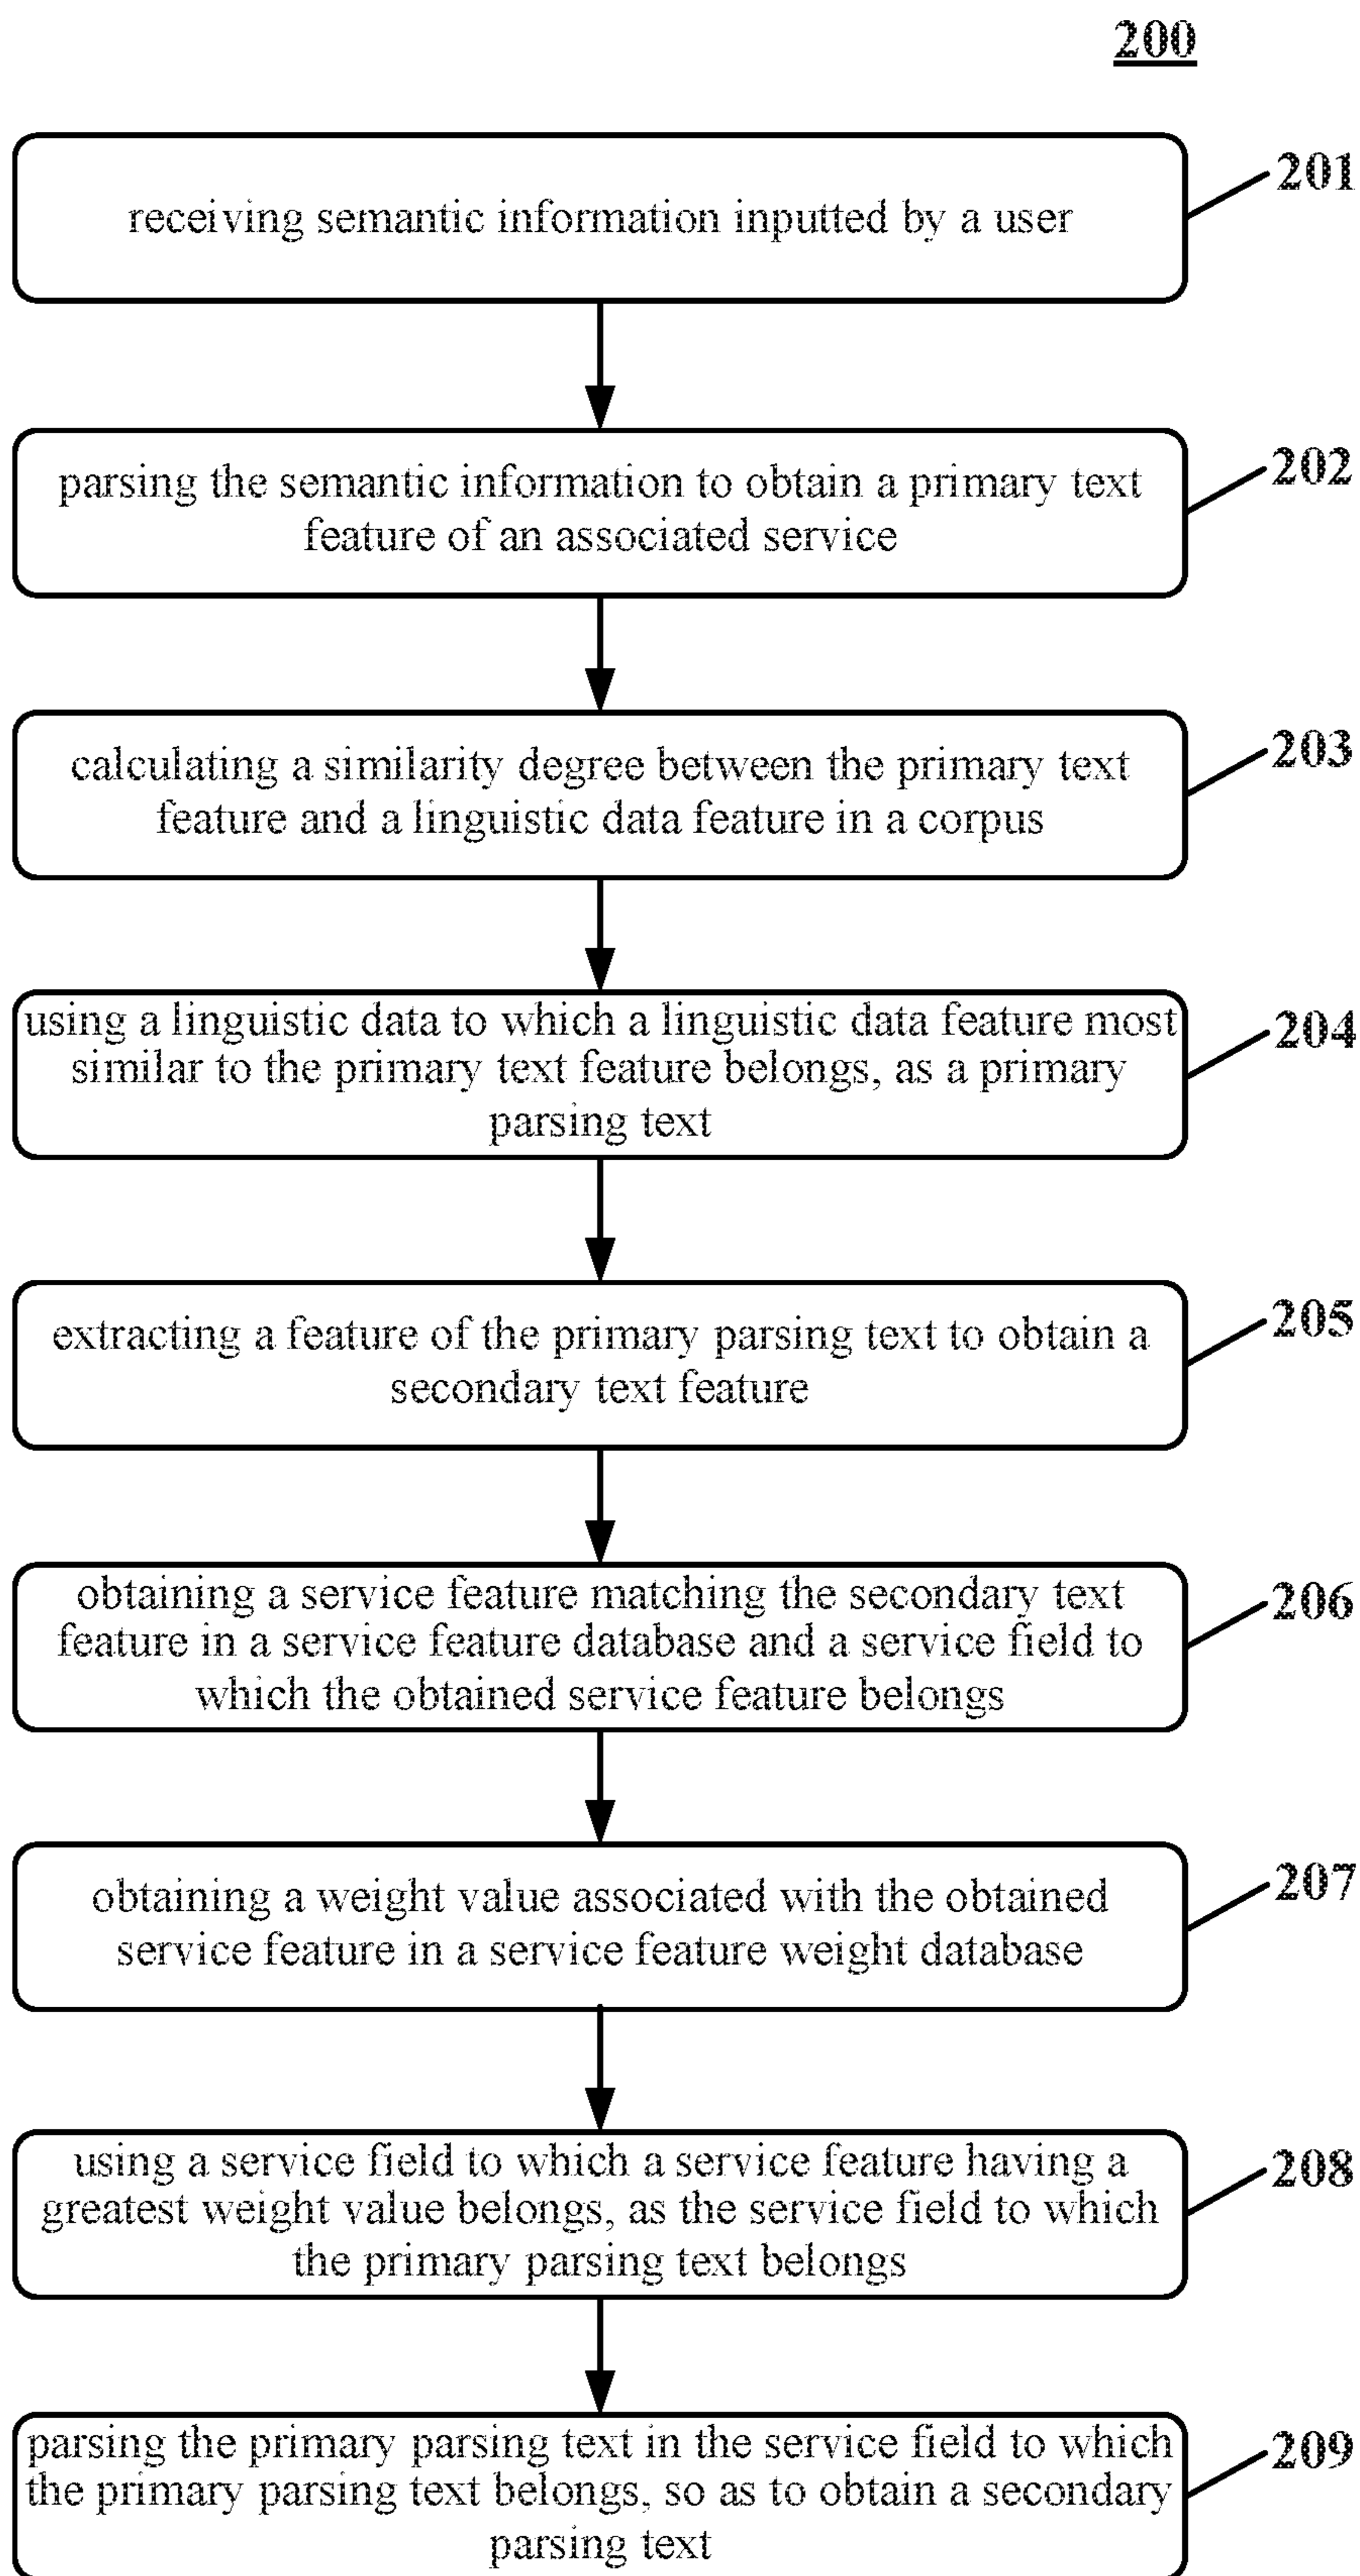 200
receiving semantic information inputted by a user
201
parsing the semantic information to obtain a primary text
feature of an associated service
202
calculating a similarity degree between the primary text
feature and a linguistic data feature in a corpus
203
using a linguistic data to which a linguistic data feature most
similar to the primary text feature belongs, as a primary
parsing text
204
extracting a feature of the primary parsing text to obtain a
secondary text feature
205
obtaining a service feature matching the secondary text
feature in a service feature database and a service field to
which the obtained service feature belongs
206
obtaining a weight value associated with the obtained
service feature in a service feature weight database
207
using a service field to which a service feature having a
greatest weight value belongs, as the service field to which
the primary parsing text belongs
208
parsing the primary parsing text in the service field to which
the primary parsing text belongs, so as to obtain a secondary
parsing text
209